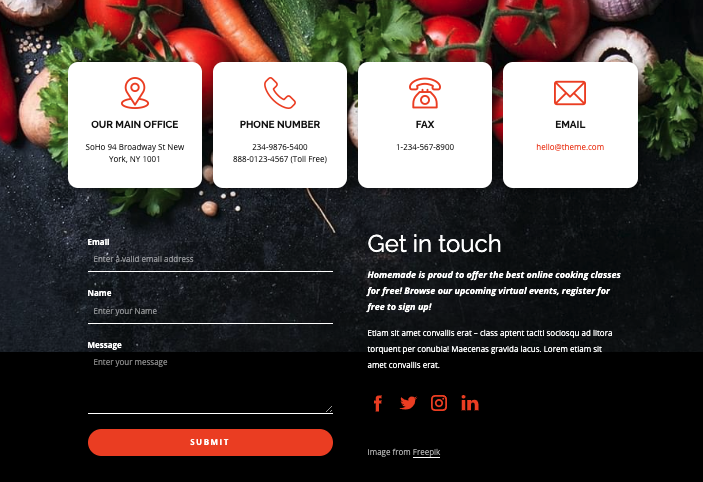 OUR MAIN OFFICE
SoHo 94 Broadway St New
York, NY 1001
PHONE NUMBER
234-9876-5400
888-0123-4567 (Toll Free)
FAX
1-234-567-8900
EMAIL
hello@theme.com
Email
Enter a valid email address
Name
Enter your Name
Message
Enter your message
SUBMIT
Get in touch
Homemade is proud to offer the best online cooking classes
for free! Browse our upcoming virtual events, register for
free to sign up!
Etiam sit amet convallis erat – class aptent taciti sociosqu ad litora
torquent per conubia! Maecenas gravida lacus. Lorem etiam sit
amet convallis erat.
Image from Freepik